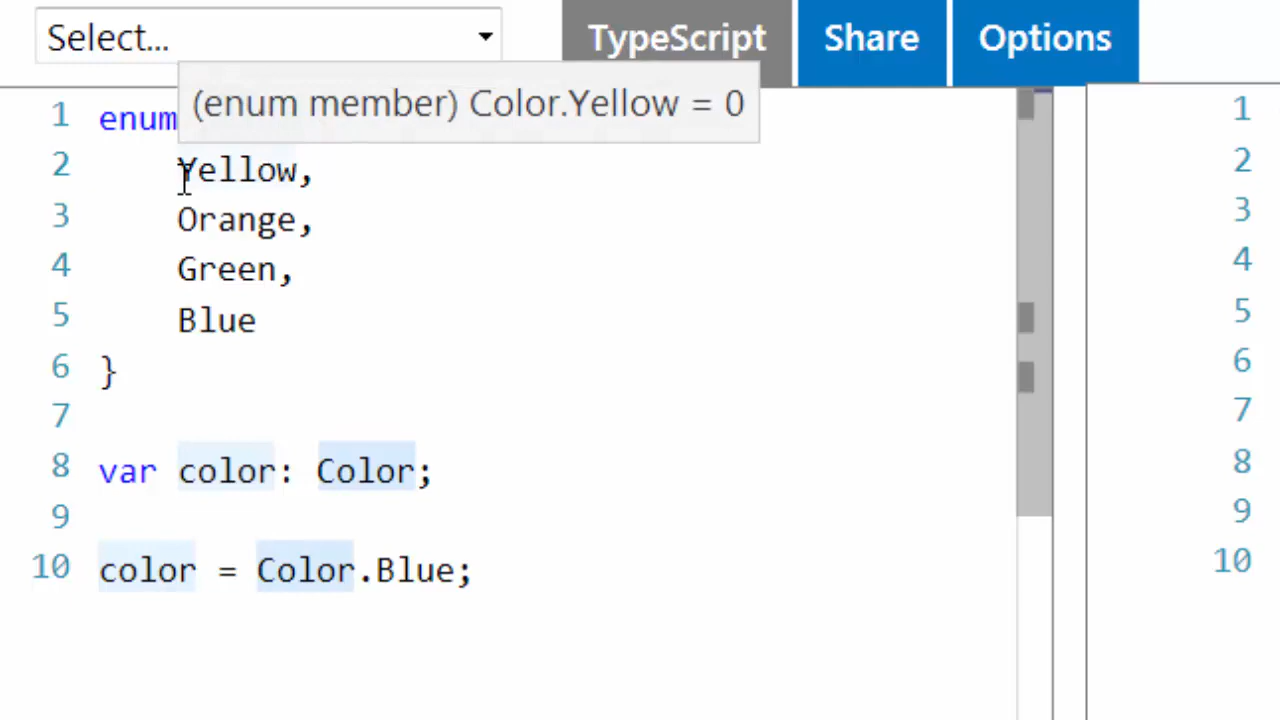 Select...
TypeScript
Share
Options
(enum member) Color.Yellow = 0
1 enum
2 Yellow,
3 Orange,
4 Green,
5 Blue
6 }
7
8 var color: Color;
9
10 color = Color.Blue;
1
2
3
4
5
6
7
8
9
10